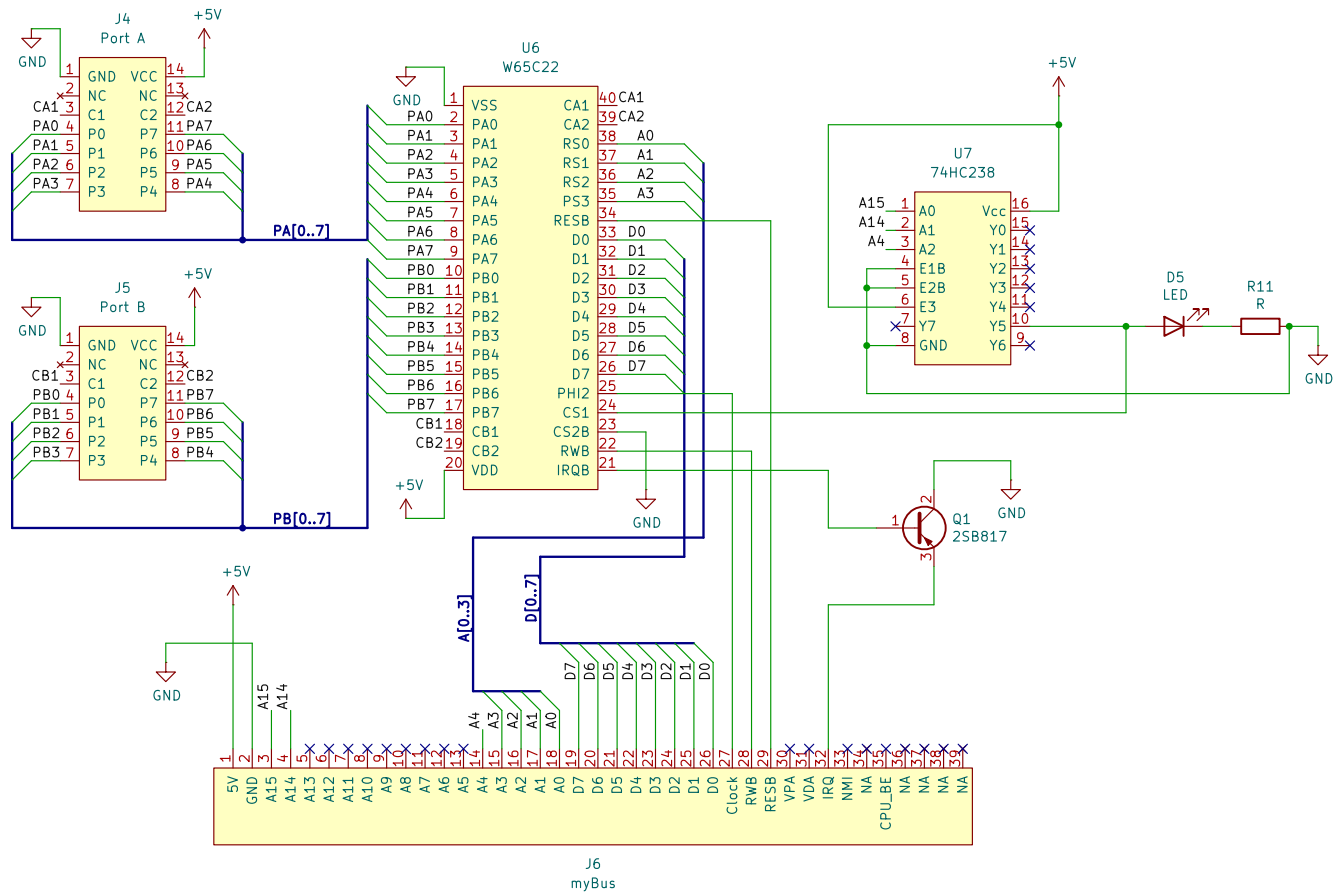 J4
Port A
+5V
GND
1 GND VCC 14
2 NC NC 13
CA1 3 C1 C2 12 CA2
PA0 4 P0 P7 11 PA7
PA1 5 P1 P6 10 PA6
PA2 6 P2 P5 9 PA5
PA3 7 P3 P4 8 PA4
PA[0..7]
J5
Port B
+5V
GND
1 GND VCC 14
2 NC NC 13
CB1 3 C1 C2 12 CB2
PB0 4 P0 P7 11 PB7
PB1 5 P1 P6 10 PB6
PB2 6 P2 P5 9 PB5
PB3 7 P3 P4 8 PB4
PB[0..7]
U6
W65C22
GND
1 VSS CA1 40 CA1
PA0 2 PA0 CA2 39 CA2
PA1 3 PA1 RS0 38 A0
PA2 4 PA2 RS1 37 A1
PA3 5 PA3 RS2 36 A2
PA4 6 PA4 PS3 35 A3
PA5 7 PA5 RESB 34
PA6 8 PA6 D0 33 D0
PA7 9 PA7 D1 32 D1
PB0 10 PB0 D2 31 D2
PB1 11 PB1 D3 30 D3
PB2 12 PB2 D4 29 D4
PB3 13 PB3 D5 28 D5
PB4 14 PB4 D6 27 D6
PB5 15 PB5 D7 26 D7
PB6 16 PB6 PHI2 25
PB7 17 PB7 CS1 24
CB1 18 CB1 CS2B 23
CB2 19 CB2 RWB 22
20 VDD IRQB 21
+5V
GND
+5V
U7
74HC238
A15 1 A0 Vcc 16
A14 2 A1 Y0 15
A4 3 A2 Y1 14
4 E1B Y2 13
5 E2B Y3 12
6 E3 Y4 11
7 Y7 Y5 10
8 GND Y6 9
D5
LED
R11
R
GND
GND
1
2
3
Q1
2SB817
A[0..3]
D[0..7]
+5V
GND
A15
A14
A4
A3
A2
A1
A0
D7
D6
D5
D4
D3
D2
D1
D0
1 5V
2 GND
3 A15
4 A14
5 A13
6 A12
7 A11
8 A10
9 A9
10 A8
11 A7
12 A6
13 A5
14 A4
15 A3
16 A2
17 A1
18 A0
19 D7
20 D6
21 D5
22 D4
23 D3
24 D2
25 D1
26 D0
27 Clock
28 RWB
29 RESB
30 VPA
31 VDA
32 IRQ
33 NMI
34 NA
35 CPU_BE
36 NA
37 NA
38 NA
39 NA
J6
myBus